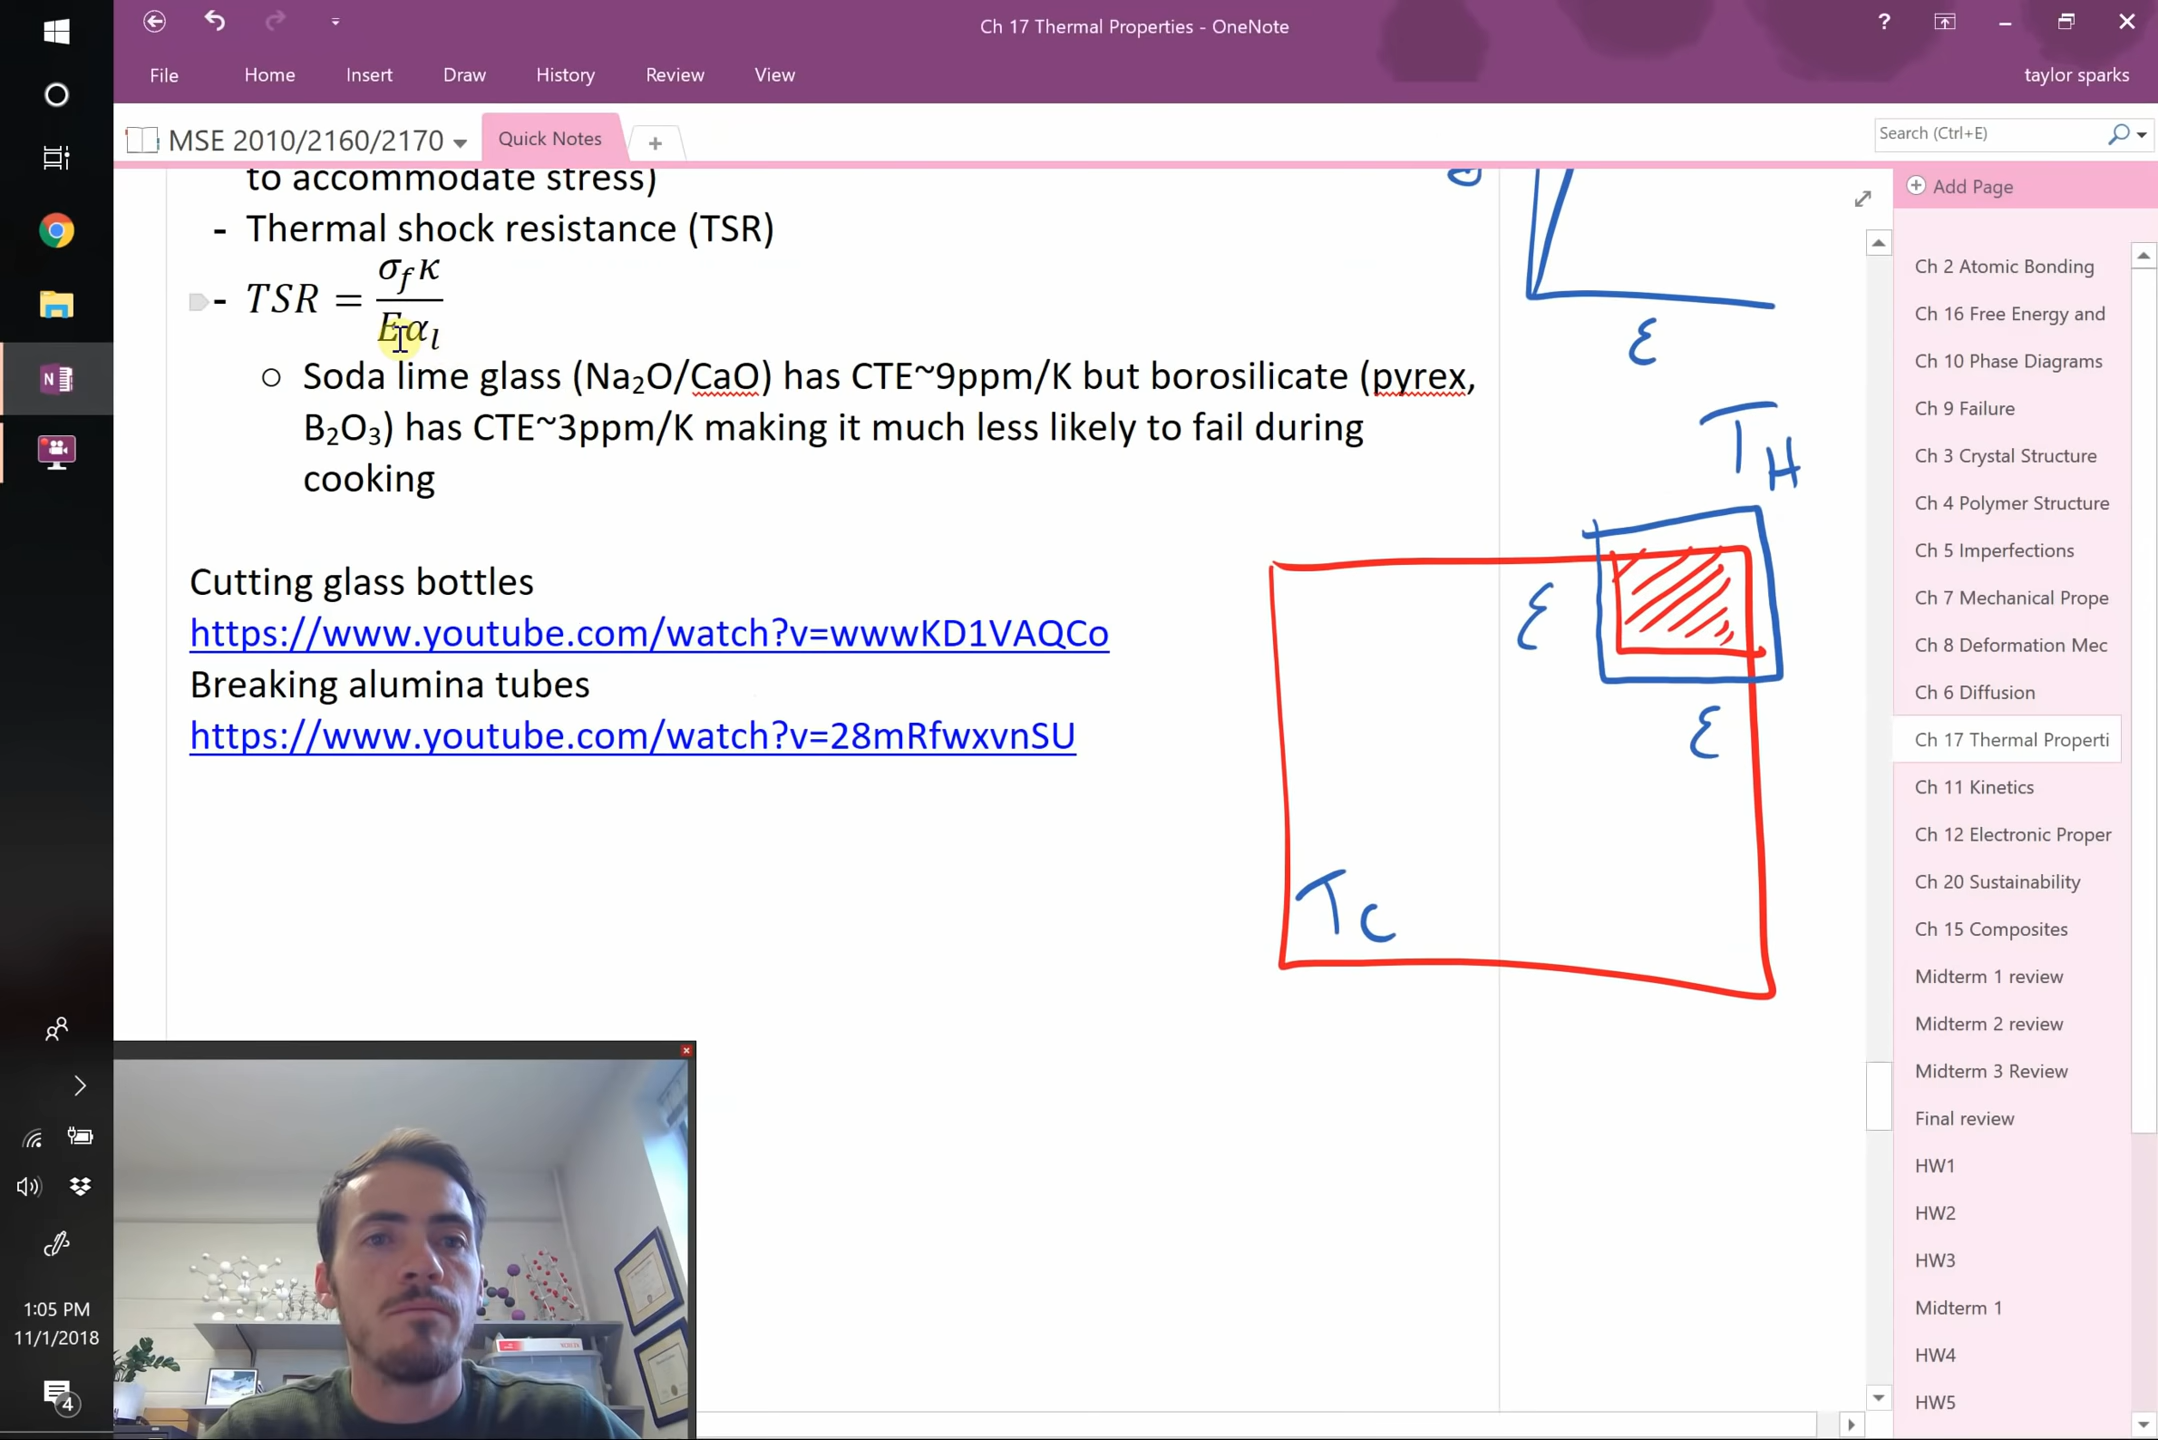 Ch 17 Thermal Properties - OneNote
?
File Home Insert Draw History Review View
taylor sparks
MSE 2010/2160/2170
Quick Notes
+
Search (Ctrl+E)
to accommodate stress)
- Thermal shock resistance (TSR)
- TSR = σf κ / E αl
○ Soda lime glass (Na₂O/CaO) has CTE~9ppm/K but borosilicate (pyrex,
B₂O₃) has CTE~3ppm/K making it much less likely to fail during
cooking
Cutting glass bottles
https://www.youtube.com/watch?v=wwwKD1VAQCo
Breaking alumina tubes
https://www.youtube.com/watch?v=28mRfwxvnSU
ε
TH
ε
ε
TC
Add Page
Ch 2 Atomic Bonding
Ch 16 Free Energy and
Ch 10 Phase Diagrams
Ch 9 Failure
Ch 3 Crystal Structure
Ch 4 Polymer Structure
Ch 5 Imperfections
Ch 7 Mechanical Prope
Ch 8 Deformation Mec
Ch 6 Diffusion
Ch 17 Thermal Properti
Ch 11 Kinetics
Ch 12 Electronic Proper
Ch 20 Sustainability
Ch 15 Composites
Midterm 1 review
Midterm 2 review
Midterm 3 Review
Final review
HW1
HW2
HW3
Midterm 1
HW4
HW5
N
1:05 PM
11/1/2018
4